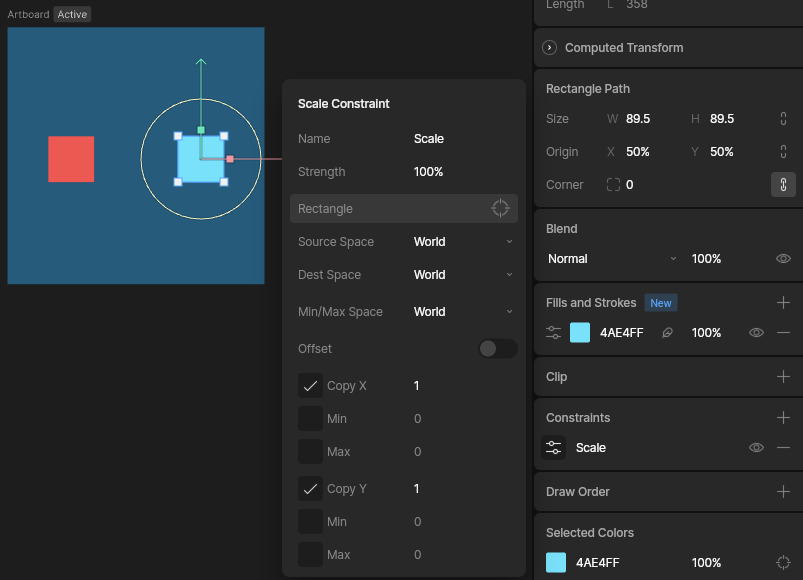 Artboard Active
Scale Constraint
Name Scale
Strength 100%
Rectangle
Source Space World
Dest Space World
Min/Max Space World
Offset
Copy X 1
Min 0
Max 0
Copy Y 1
Min 0
Max 0
Length L 358
Computed Transform
Rectangle Path
Size W 89.5 H 89.5
Origin X 50% Y 50%
Corner 0
Blend
Normal 100%
Fills and Strokes New
4AE4FF 100%
Clip
Constraints
Scale
Draw Order
Selected Colors
4AE4FF 100%